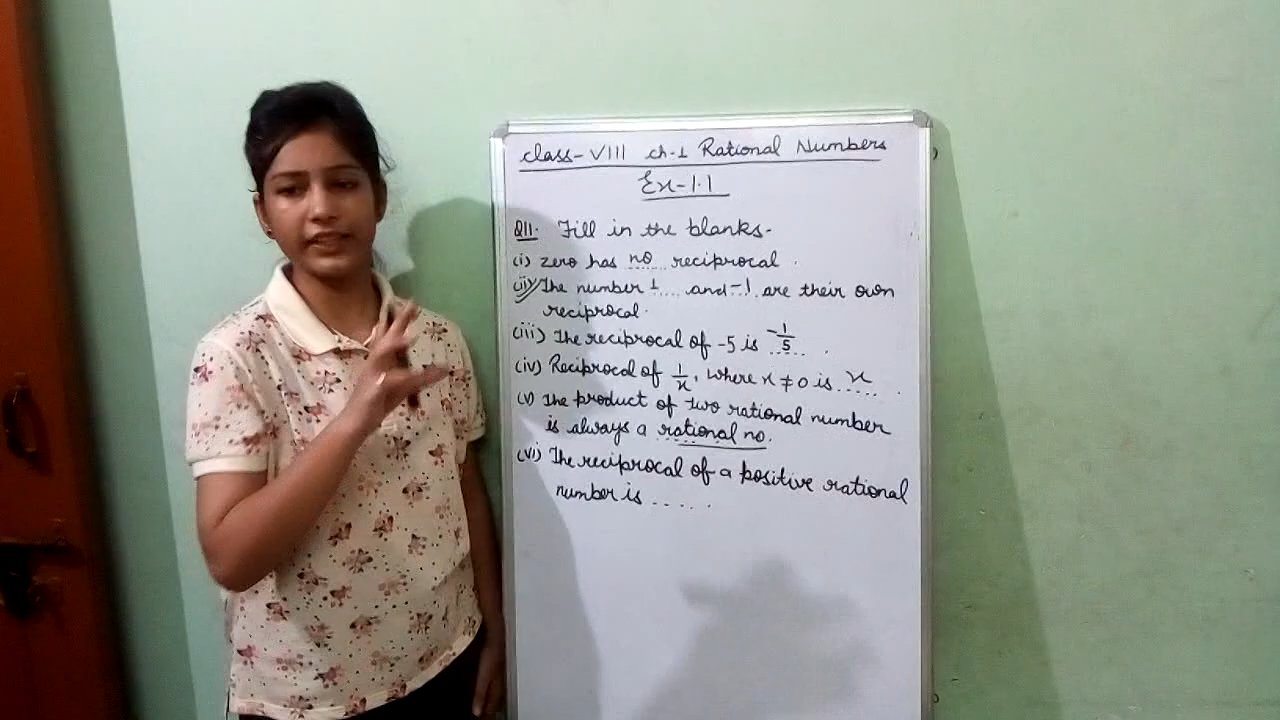 Class-VIII ch-1 Rational Numbers
Ex-1.1
Q11. Fill in the blanks-
(i) zero has no reciprocal.
(ii) The number 1.... and -1. are their own
reciprocal.
(iii) The reciprocal of -5 is -1/5.
(iv) Reciprocal of 1/x, where x ≠ 0 is x.
(v) The product of two rational number
is always a rational no.
(vi) The reciprocal of a positive rational
number is ......